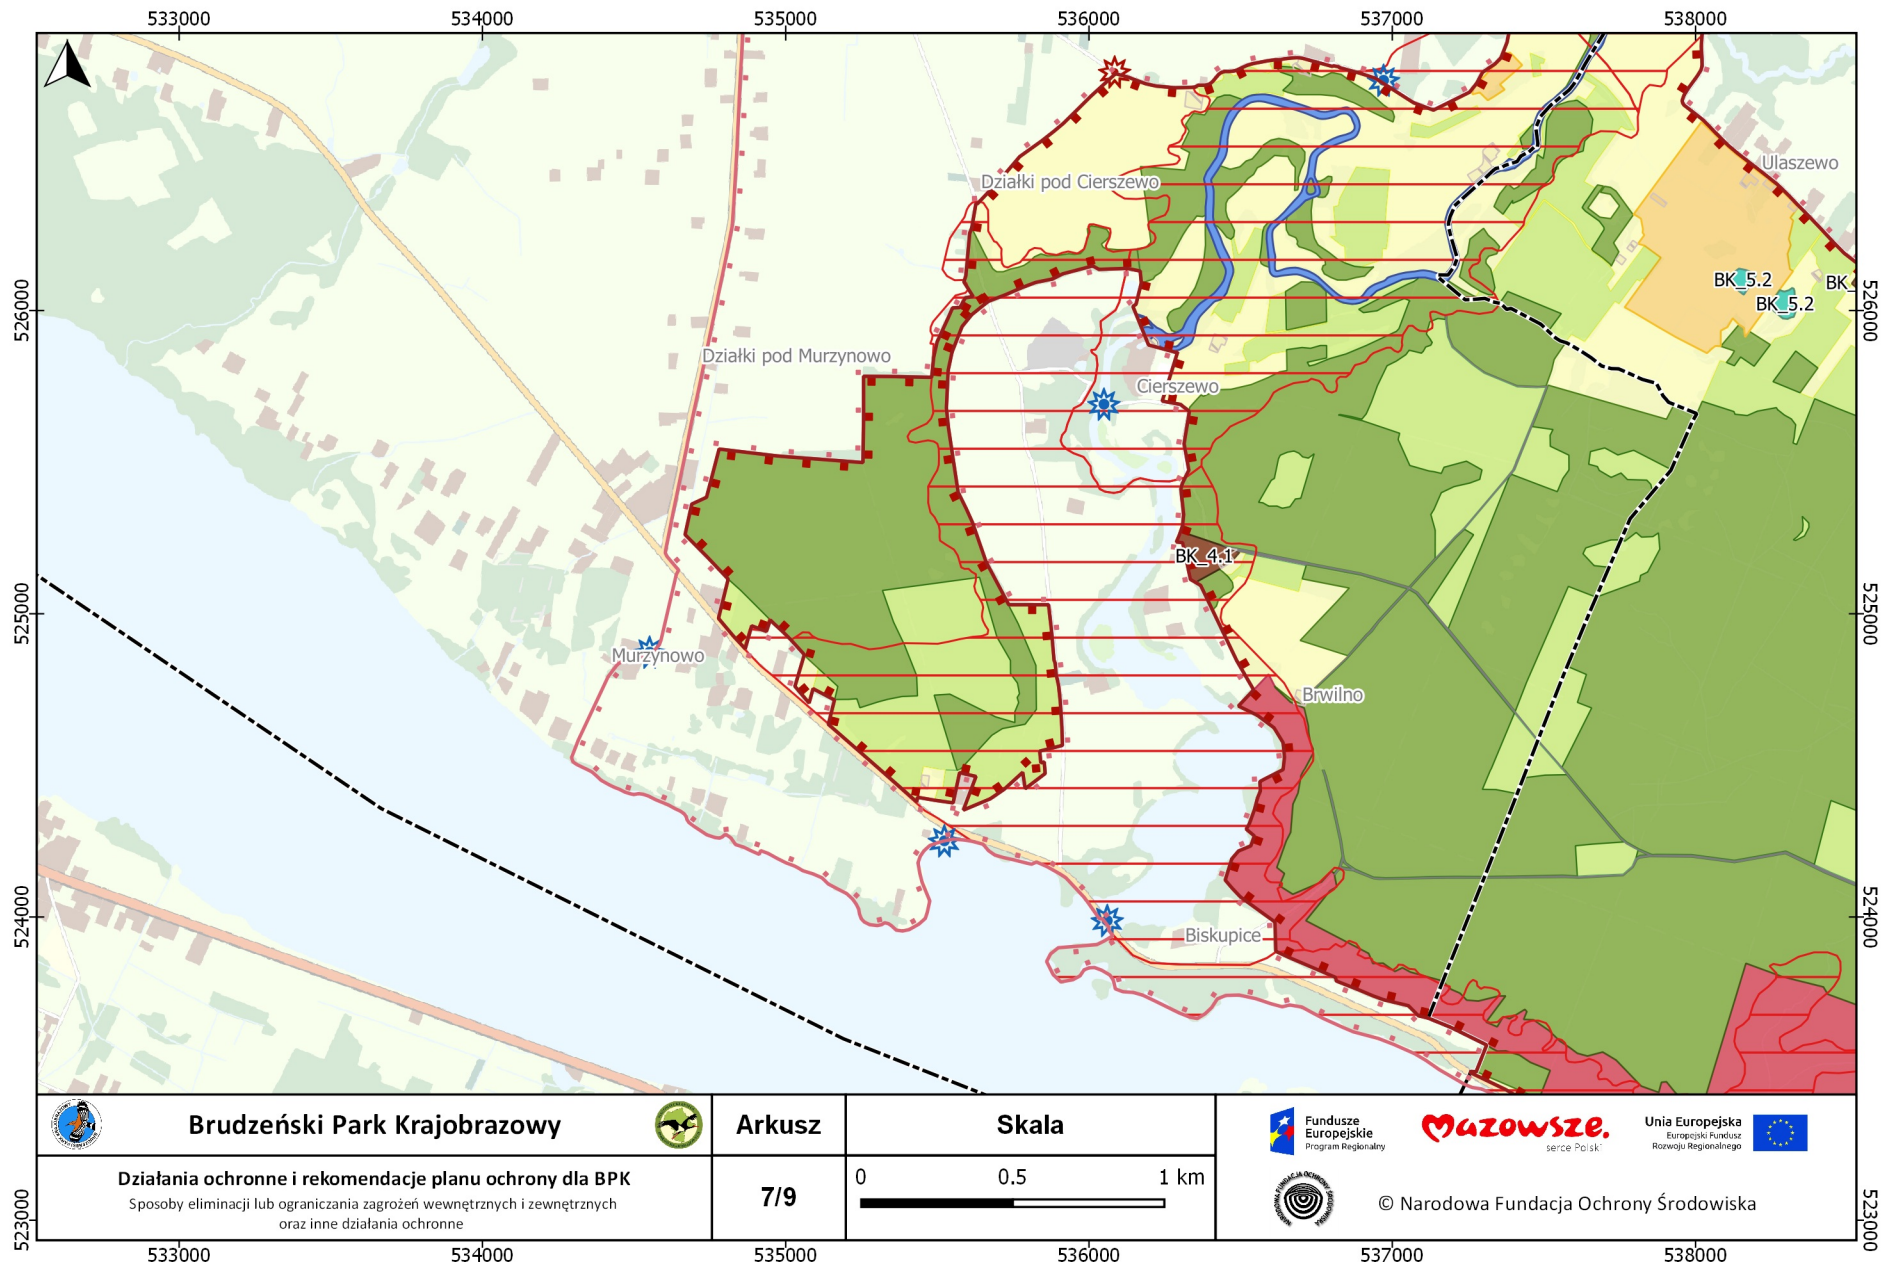 533000 534000 535000 536000 537000 538000
Ulaszewo
Działki pod Cierszewo
BK_5.2
BK
BK_5.2
526000
526000
Działki pod Murzynowo
Cierszewo
BK_4.1
525000
525000
Murzynowo
Brwilno
524000
524000
Biskupice
Brudzeński Park Krajobrazowy
Arkusz
Skala
Fundusze
Europejskie
Program Regionalny
Mazowsze.
serce Polski
Unia Europejska
Europejski Fundusz
Rozwoju Regionalnego
Działania ochronne i rekomendacje planu ochrony dla BPK
Sposoby eliminacji lub ograniczania zagrożeń wewnętrznych i zewnętrznych
oraz inne działania ochronne
7/9
0 0.5 1 km
NARODOWA FUNDACJA OCHRONY ŚRODOWISKA
© Narodowa Fundacja Ochrony Środowiska
523000
523000
533000 534000 535000 536000 537000 538000